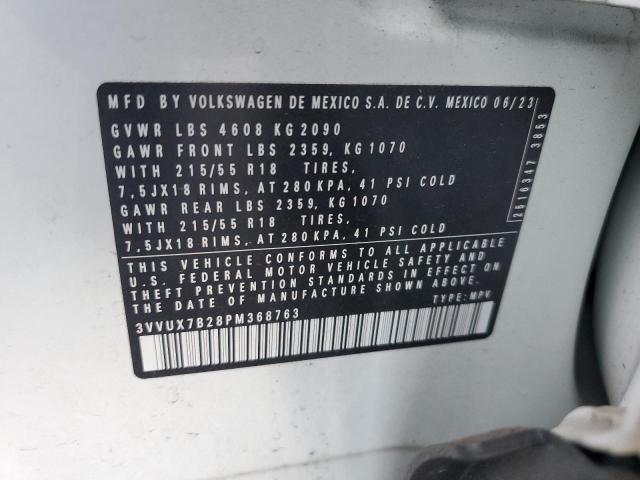 MFD BY VOLKSWAGEN DE MEXICO S.A. DE C.V. MEXICO 06/23
GVWR LBS 4608 KG 2090
GAWR FRONT LBS 2359, KG 1070
WITH 215/55 R18 TIRES,
7,5JX18 RIMS, AT 280 KPA, 41 PSI COLD
GAWR REAR LBS 2359, KG 1070
WITH 215/55 R18 TIRES,
7,5JX18 RIMS, AT 280 KPA, 41 PSI COLD
THIS VEHICLE CONFORMS TO ALL APPLICABLE
U.S. FEDERAL MOTOR VEHICLE SAFETY AND
THEFT PREVENTION STANDARDS IN EFFECT ON
THE DATE OF MANUFACTURE SHOWN ABOVE.
3VVUX7B28PM368763 TYPE: MPV
2516347 3853